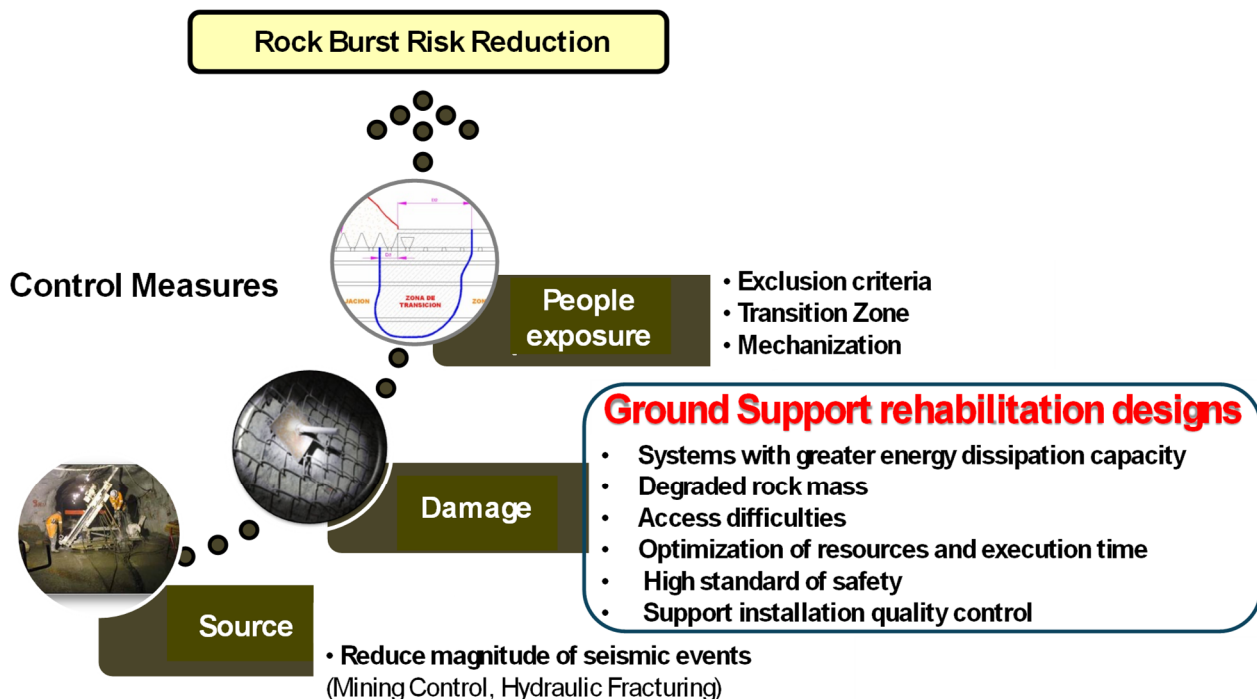 Rock Burst Risk Reduction
Control Measures
JACION
ZONA DE
TRANSICION
ZON
People
exposure
• Exclusion criteria
• Transition Zone
• Mechanization
Ground Support rehabilitation designs
• Systems with greater energy dissipation capacity
• Degraded rock mass
• Access difficulties
• Optimization of resources and execution time
• High standard of safety
• Support installation quality control
Damage
Source
• Reduce magnitude of seismic events
(Mining Control, Hydraulic Fracturing)